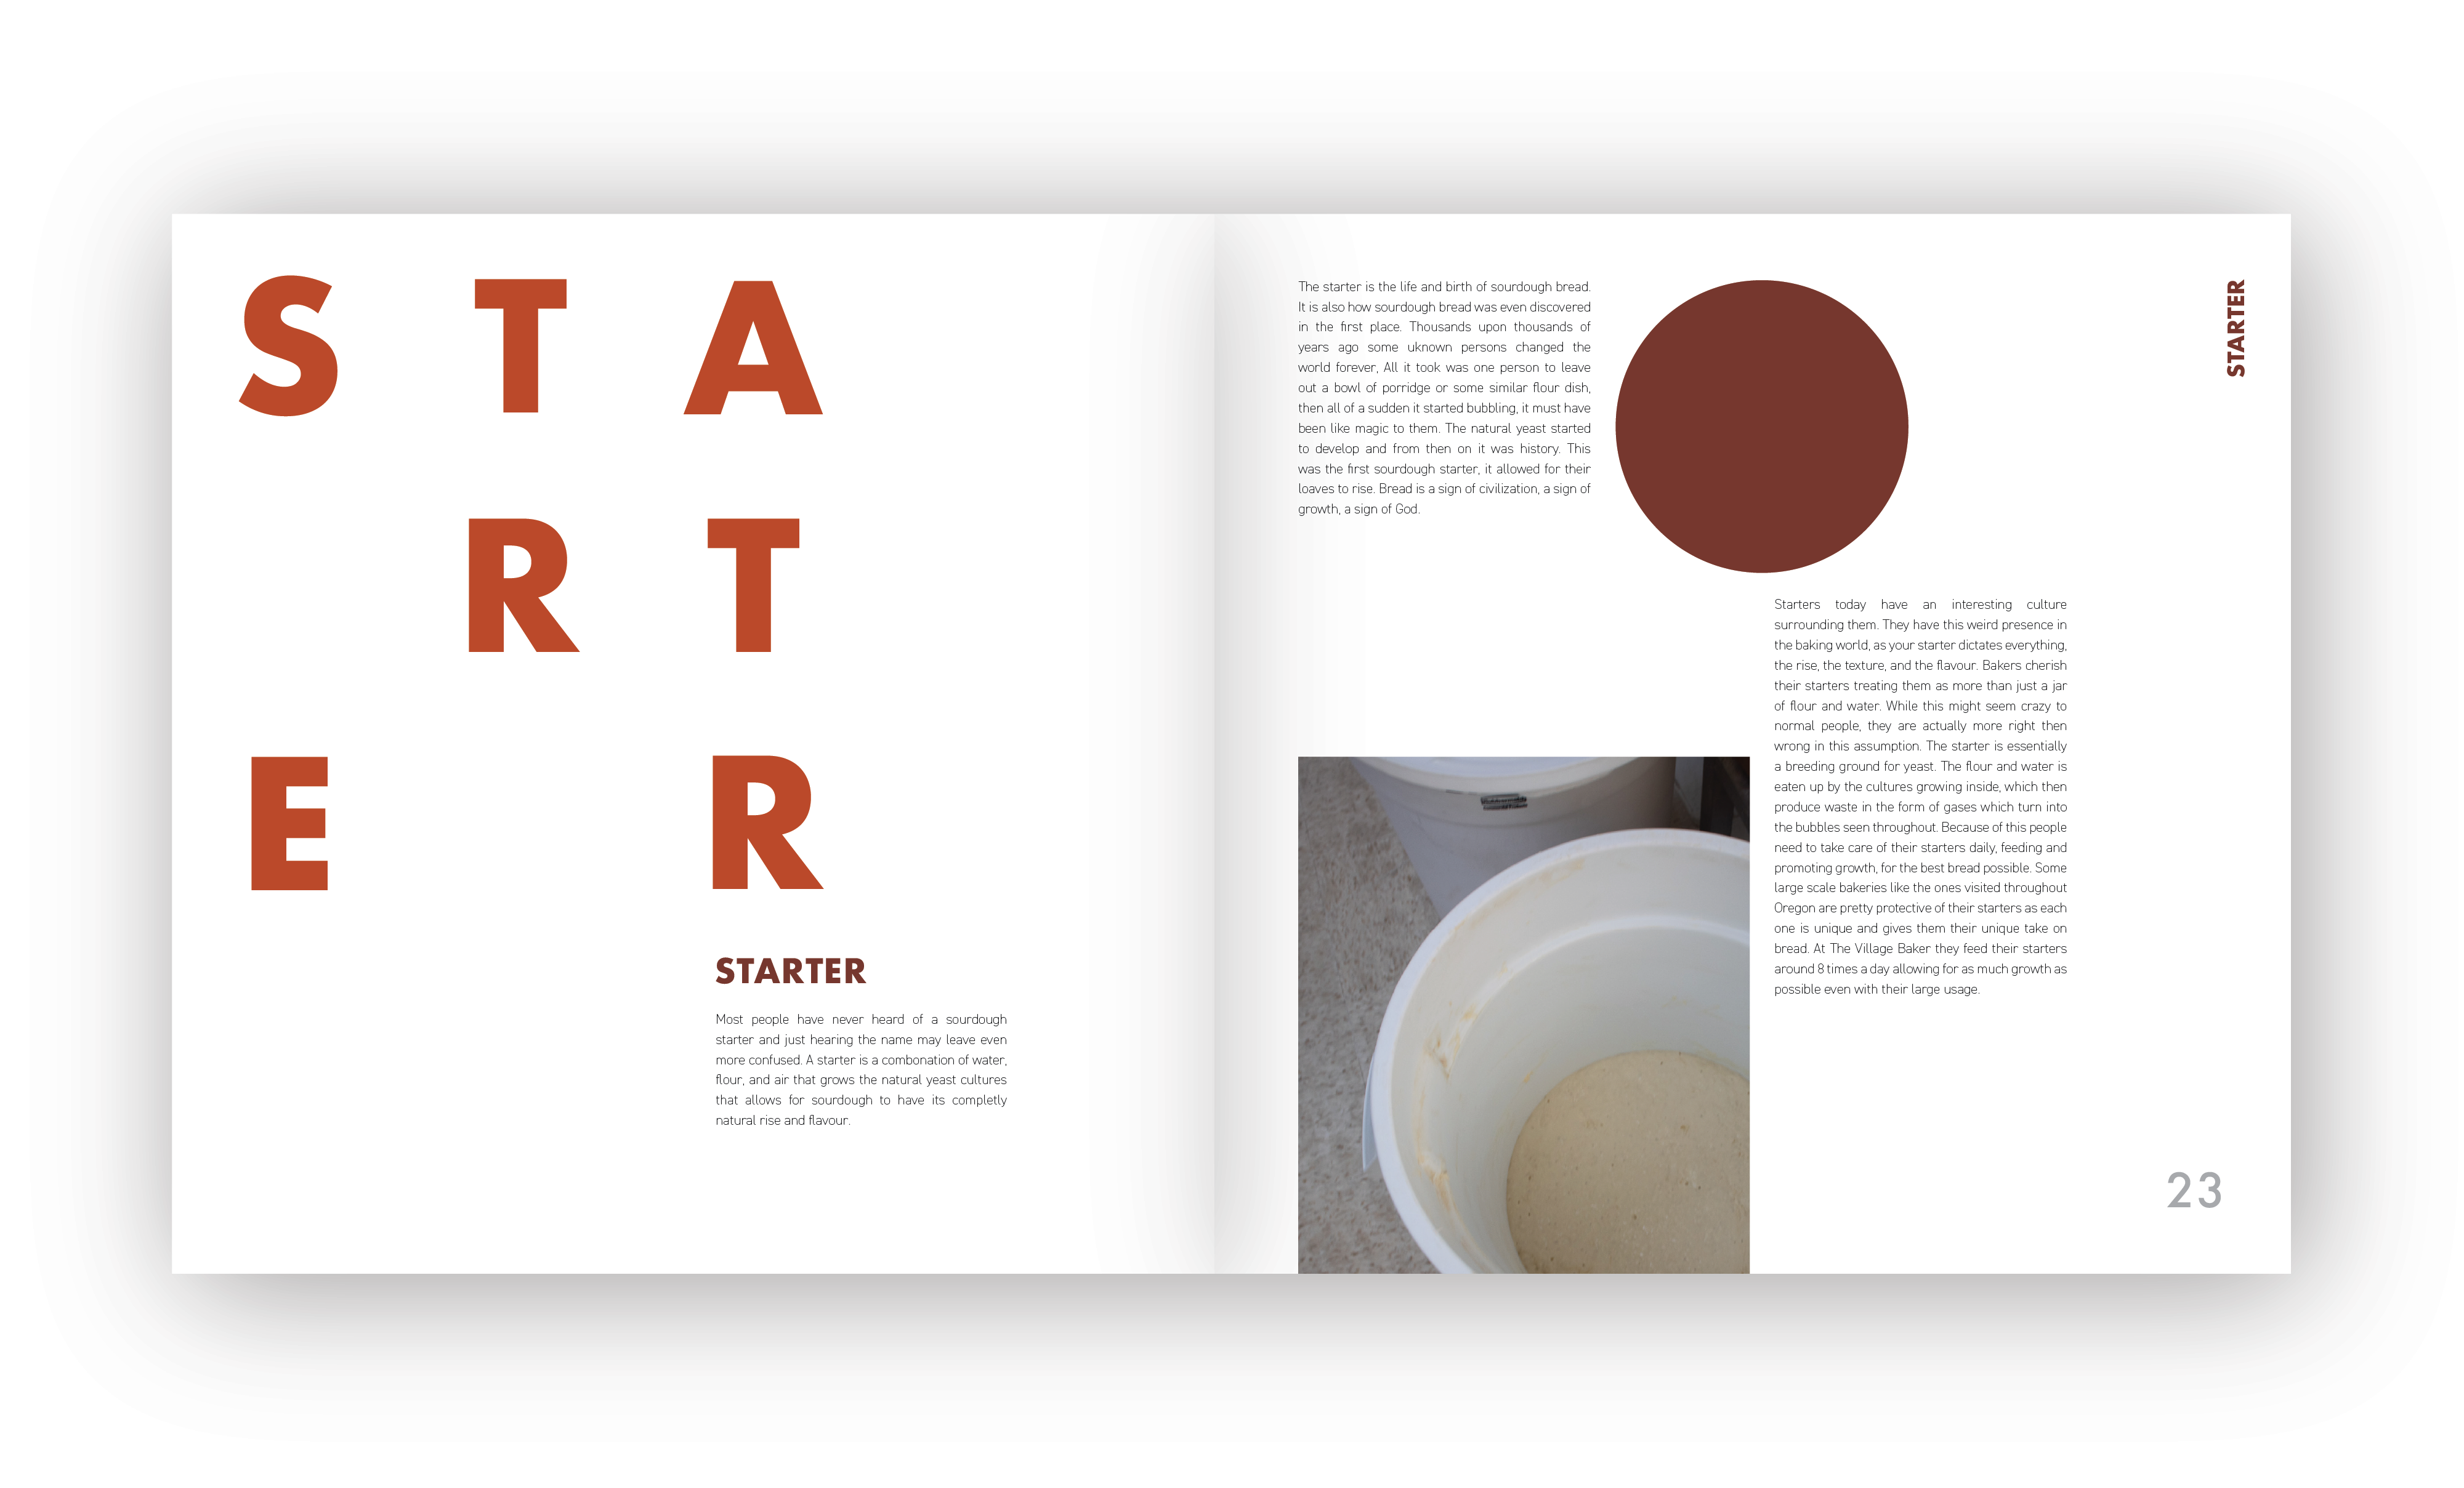 S T A
R T
E R
STARTER
Most people have never heard of a sourdough
starter and just hearing the name may leave even
more confused. A starter is a combonation of water,
flour, and air that grows the natural yeast cultures
that allows for sourdough to have its completly
natural rise and flavour.
The starter is the life and birth of sourdough bread.
It is also how sourdough bread was even discovered
in the first place. Thousands upon thousands of
years ago some uknown persons changed the
world forever, All it took was one person to leave
out a bowl of porridge or some similar flour dish,
then all of a sudden it started bubbling, it must have
been like magic to them. The natural yeast started
to develop and from then on it was history. This
was the first sourdough starter, it allowed for their
loaves to rise. Bread is a sign of civilization, a sign of
growth, a sign of God.
STARTER
Starters today have an interesting culture
surrounding them. They have this weird presence in
the baking world, as your starter dictates everything,
the rise, the texture, and the flavour. Bakers cherish
their starters treating them as more than just a jar
of flour and water. While this might seem crazy to
normal people, they are actually more right then
wrong in this assumption. The starter is essentially
a breeding ground for yeast. The flour and water is
eaten up by the cultures growing inside, which then
produce waste in the form of gases which turn into
the bubbles seen throughout. Because of this people
need to take care of their starters daily, feeding and
promoting growth, for the best bread possible. Some
large scale bakeries like the ones visited throughout
Oregon are pretty protective of their starters as each
one is unique and gives them their unique take on
bread. At The Village Baker they feed their starters
around 8 times a day allowing for as much growth as
possible even with their large usage.
23